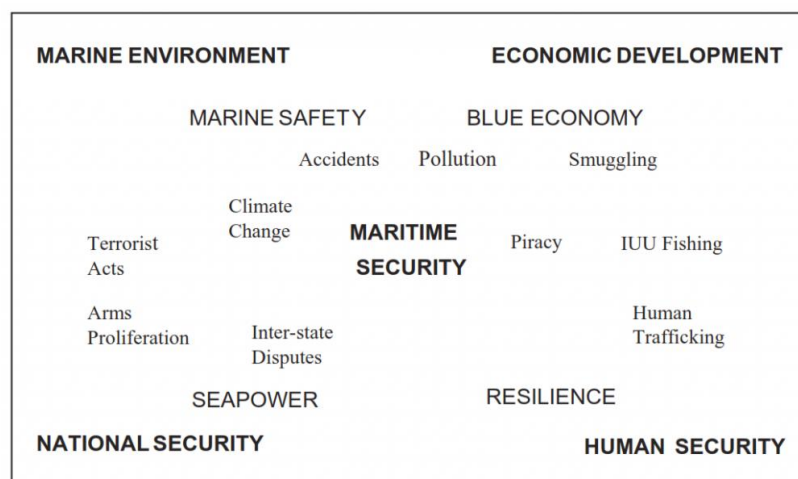 MARINE ENVIRONMENT
ECONOMIC DEVELOPMENT
MARINE SAFETY
BLUE ECONOMY
Accidents
Pollution
Smuggling
Climate
Change
MARITIME
SECURITY
Terrorist
Acts
Piracy
IUU Fishing
Arms
Proliferation
Inter-state
Disputes
Human
Trafficking
SEAPOWER
RESILIENCE
NATIONAL SECURITY
HUMAN SECURITY